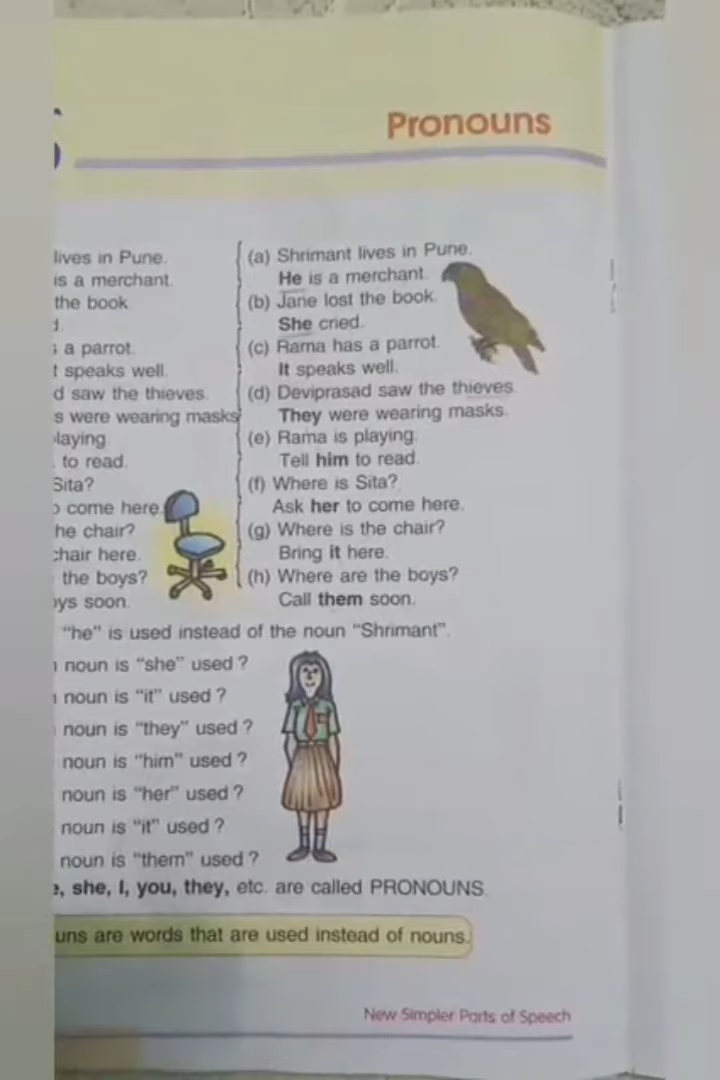 Pronouns
lives in Pune.
is a merchant.
the book
a parrot.
speaks well.
saw the thieves.
were wearing masks
to read.
Sita?
come here.
chair?
chair here.
the boys?
soon.
(a) Shrimant lives in Pune.
He is a merchant.
(b) Jane lost the book.
She cried.
(c) Rama has a parrot.
It speaks well.
(d) Deviprasad saw the thieves.
They were wearing masks.
(e) Rama is playing.
Tell him to read.
(f) Where is Sita?
Ask her to come here.
(g) Where is the chair?
Bring it here.
(h) Where are the boys?
Call them soon.
"he" is used instead of the noun "Shrimant".
noun is "she" used ?
noun is "it" used ?
noun is "they" used ?
noun is "him" used ?
noun is "her" used ?
noun is "it" used ?
noun is "them" used ?
she, I, you, they, etc. are called PRONOUNS.
uns are words that are used instead of nouns.
New Simpler Parts of Speech